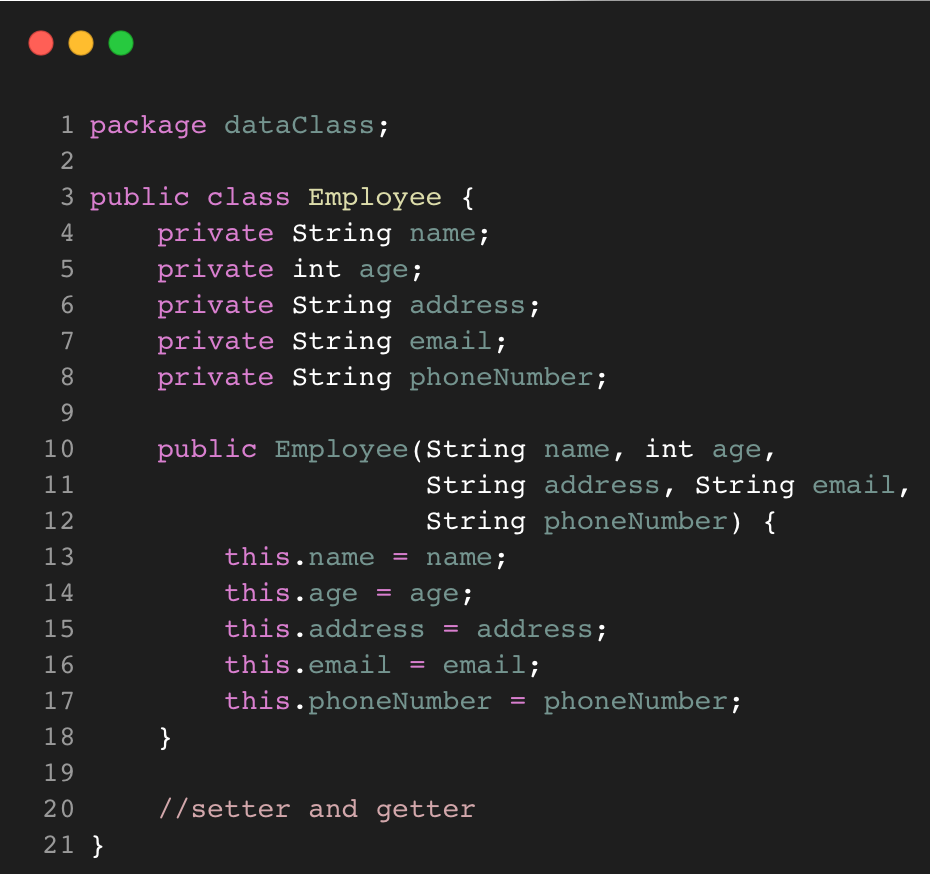 1 package dataClass;
2
3 public class Employee {
4     private String name;
5     private int age;
6     private String address;
7     private String email;
8     private String phoneNumber;
9
10     public Employee(String name, int age,
11                     String address, String email,
12                     String phoneNumber) {
13         this.name = name;
14         this.age = age;
15         this.address = address;
16         this.email = email;
17         this.phoneNumber = phoneNumber;
18     }
19
20     //setter and getter
21 }